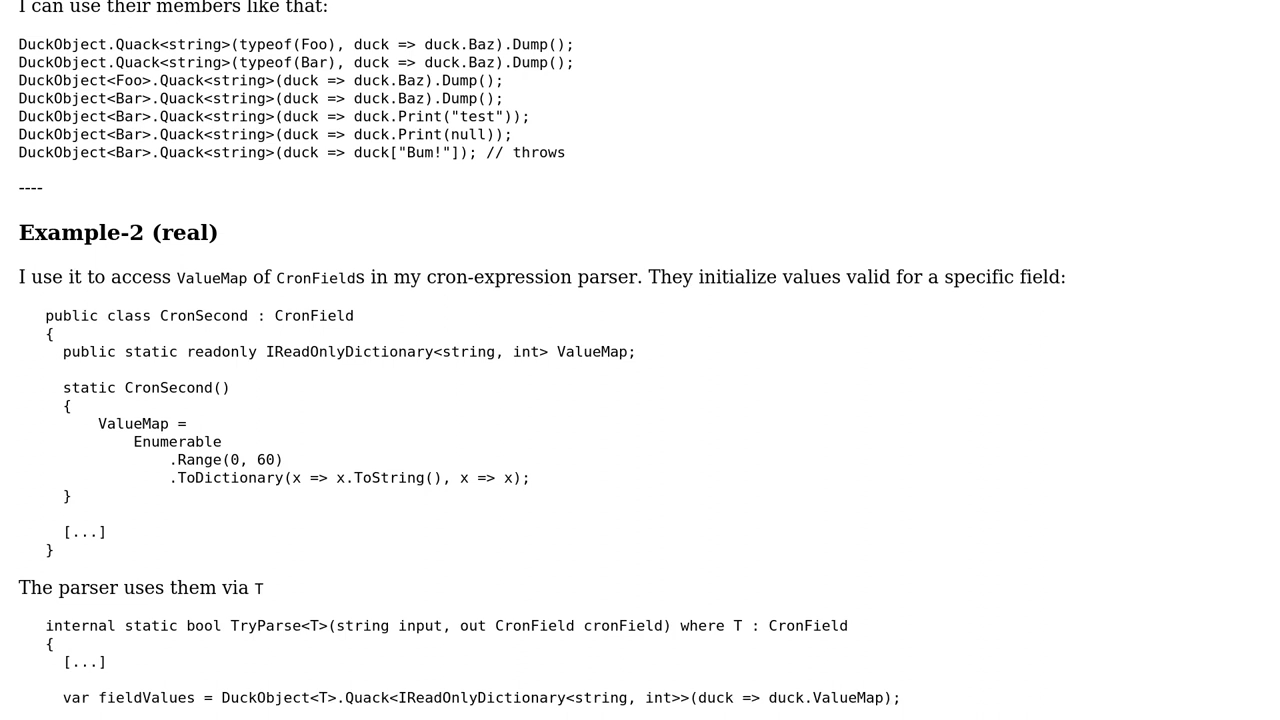 I can use their members like that:
DuckObject.Quack<string>(typeof(Foo), duck => duck.Baz).Dump();
DuckObject.Quack<string>(typeof(Bar), duck => duck.Baz).Dump();
DuckObject<Foo>.Quack<string>(duck => duck.Baz).Dump();
DuckObject<Bar>.Quack<string>(duck => duck.Baz).Dump();
DuckObject<Bar>.Quack<string>(duck => duck.Print("test"));
DuckObject<Bar>.Quack<string>(duck => duck.Print(null));
DuckObject<Bar>.Quack<string>(duck => duck["Bum!"]); // throws
----
Example-2 (real)
I use it to access ValueMap of CronFields in my cron-expression parser. They initialize values valid for a specific field:
public class CronSecond : CronField
{
public static readonly IReadOnlyDictionary<string, int> ValueMap;
static CronSecond()
{
ValueMap =
Enumerable
.Range(0, 60)
.ToDictionary(x => x.ToString(), x => x);
}
[...]
}
The parser uses them via T
internal static bool TryParse<T>(string input, out CronField cronField) where T : CronField
{
[...]
var fieldValues = DuckObject<T>.Quack<IReadOnlyDictionary<string, int>>(duck => duck.ValueMap);